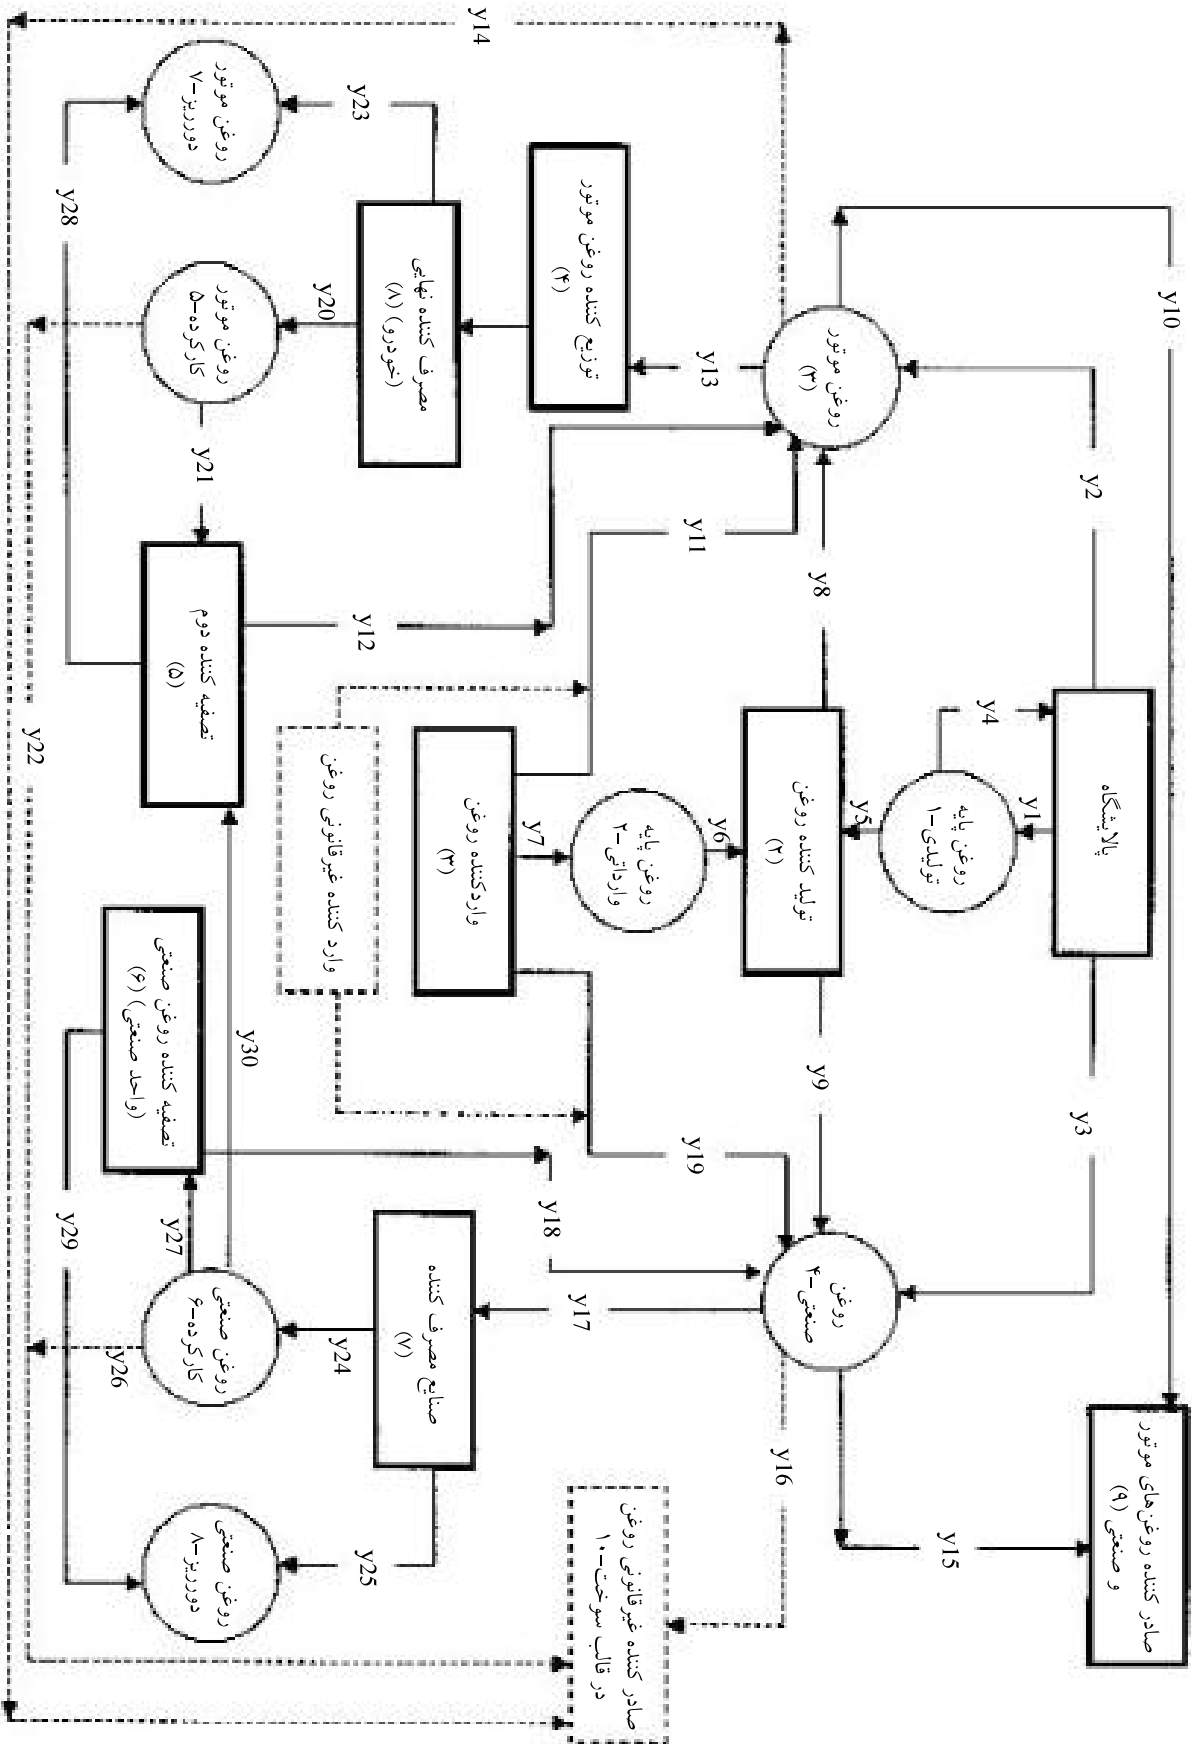 پالایشگاه
y1
y2
y3
y4
روغن پایه
تولیدی-۱
y5
y10
صادر کننده روغن‌های موتور
و صنعتی (۹)
y15
روغن موتور
(۳)
y8
تولید کننده روغن
(۲)
y9
روغن
صنعتی-۴
y6
روغن پایه
وارداتی-۲
y7
y11
y19
y16
y13
y17
y18
توزیع کننده روغن موتور
(۴)
وارد‌کننده روغن
(۳)
صادر کننده غیرقانونی روغن
در قالب سوخت-۱۰
y14
مصرف کننده نهایی
(۸) (خودرو)
وارد کننده غیرقانونی روغن
صنایع مصرف کننده
(۷)
y23
y20
y12
y24
y25
y30
روغن موتور
دورریز-۷
روغن موتور
کارکرده-۵
y21
تصفیه کننده دوم
(۵)
تصفیه کننده روغن صنعتی
(۶) (واحد صنعتی)
y27
روغن صنعتی
کارکرده-۶
روغن صنعتی
دورریز-۸
y28
y29
y26
y22